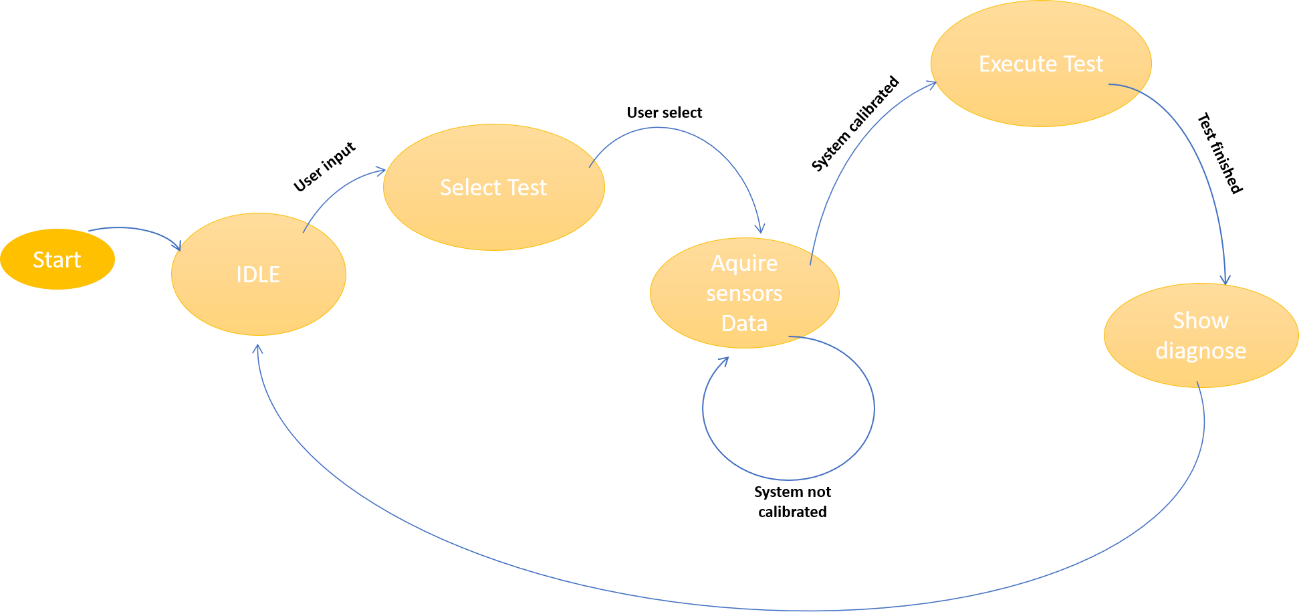 Start
IDLE
User input
Select Test
User select
Aquire
sensors
Data
System not
calibrated
System calibrated
Execute Test
Test finished
Show
diagnose